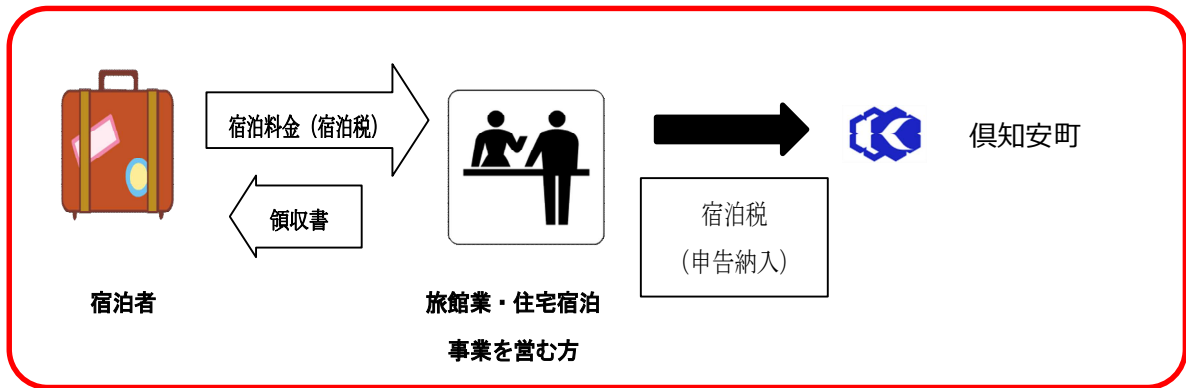 宿泊料金（宿泊税）
領収書
宿泊者
旅館業・住宅宿泊
事業を営む方
宿泊税
（申告納入）
倶知安町